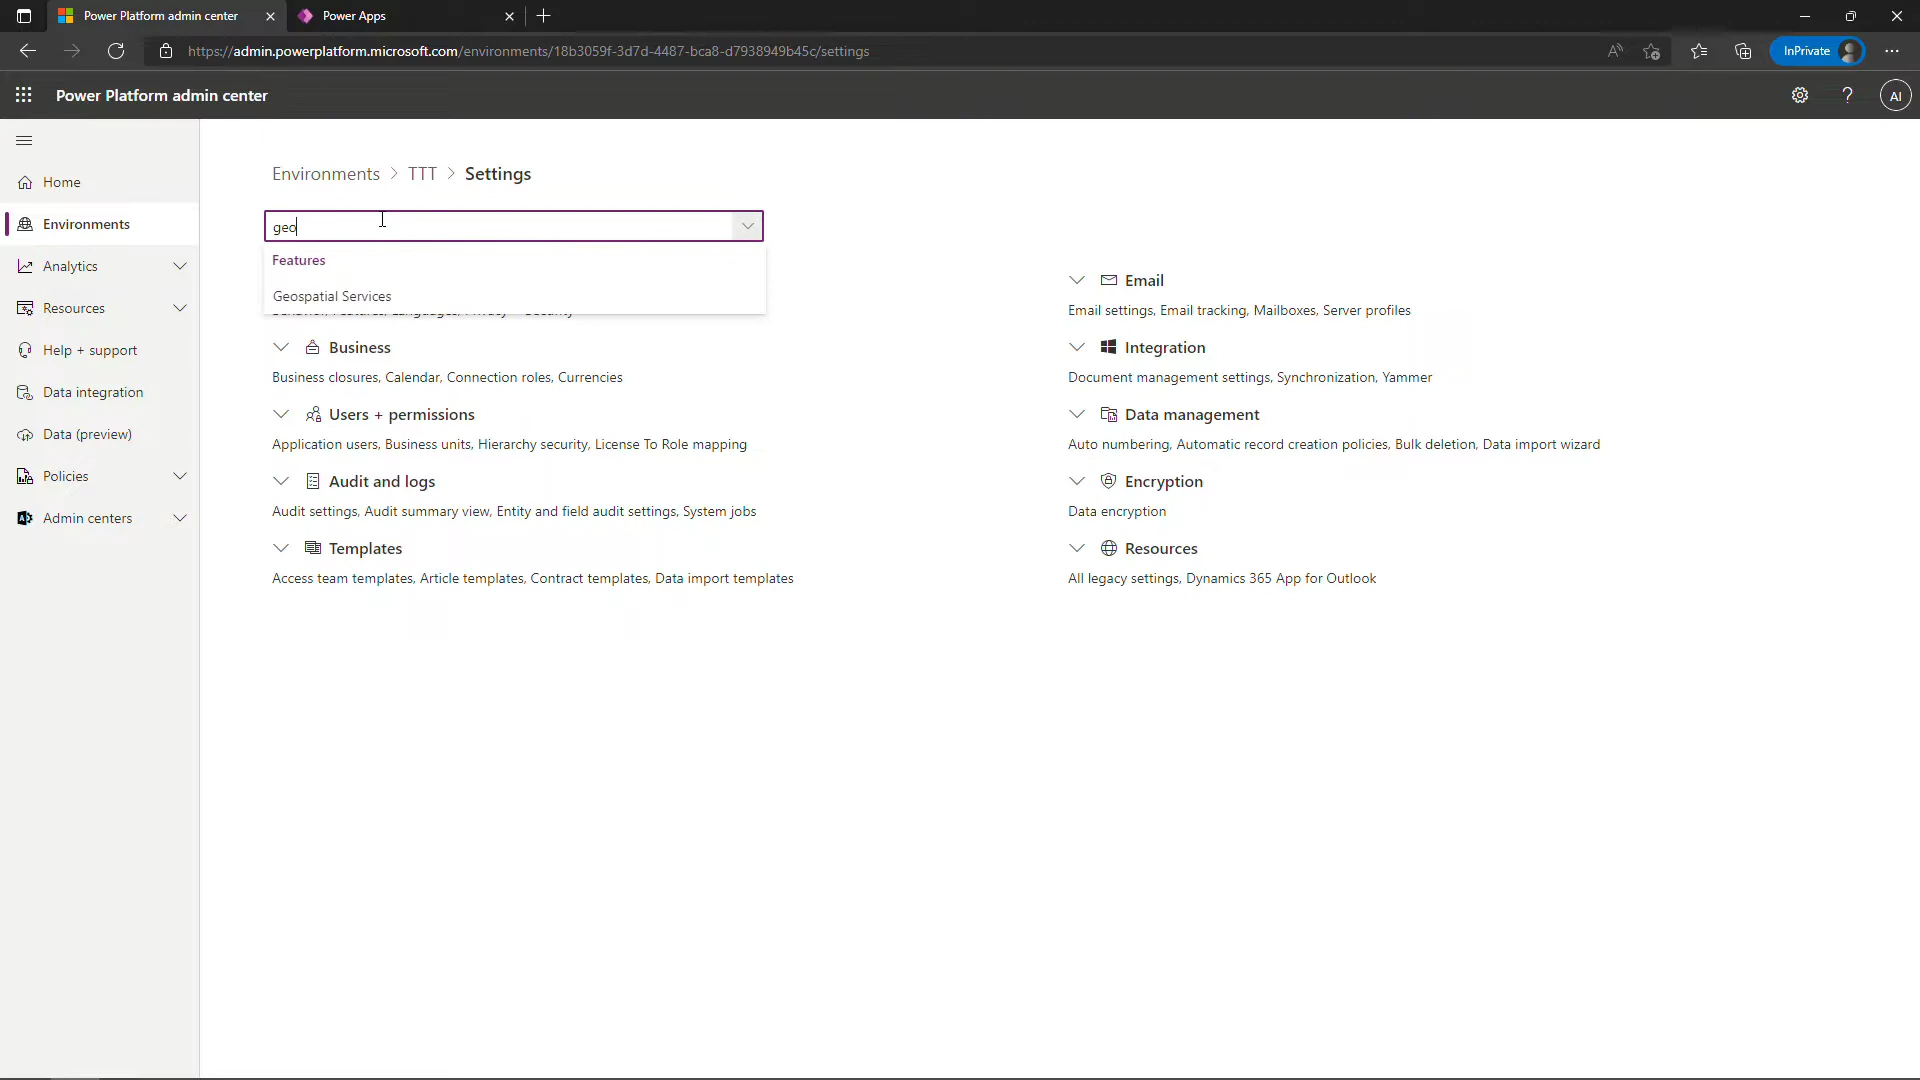 Power Platform admin center
Power Apps
https://admin.powerplatform.microsoft.com/environments/18b3059f-3d7d-4487-bca8-d7938949b45c/settings
InPrivate
Power Platform admin center
?
AI
Home
Environments
Analytics
Resources
Help + support
Data integration
Data (preview)
Policies
Admin centers
Environments > TTT > Settings
geo
Features
Geospatial Services
Business
Business closures, Calendar, Connection roles, Currencies
Users + permissions
Application users, Business units, Hierarchy security, License To Role mapping
Audit and logs
Audit settings, Audit summary view, Entity and field audit settings, System jobs
Templates
Access team templates, Article templates, Contract templates, Data import templates
Email
Email settings, Email tracking, Mailboxes, Server profiles
Integration
Document management settings, Synchronization, Yammer
Data management
Auto numbering, Automatic record creation policies, Bulk deletion, Data import wizard
Encryption
Data encryption
Resources
All legacy settings, Dynamics 365 App for Outlook